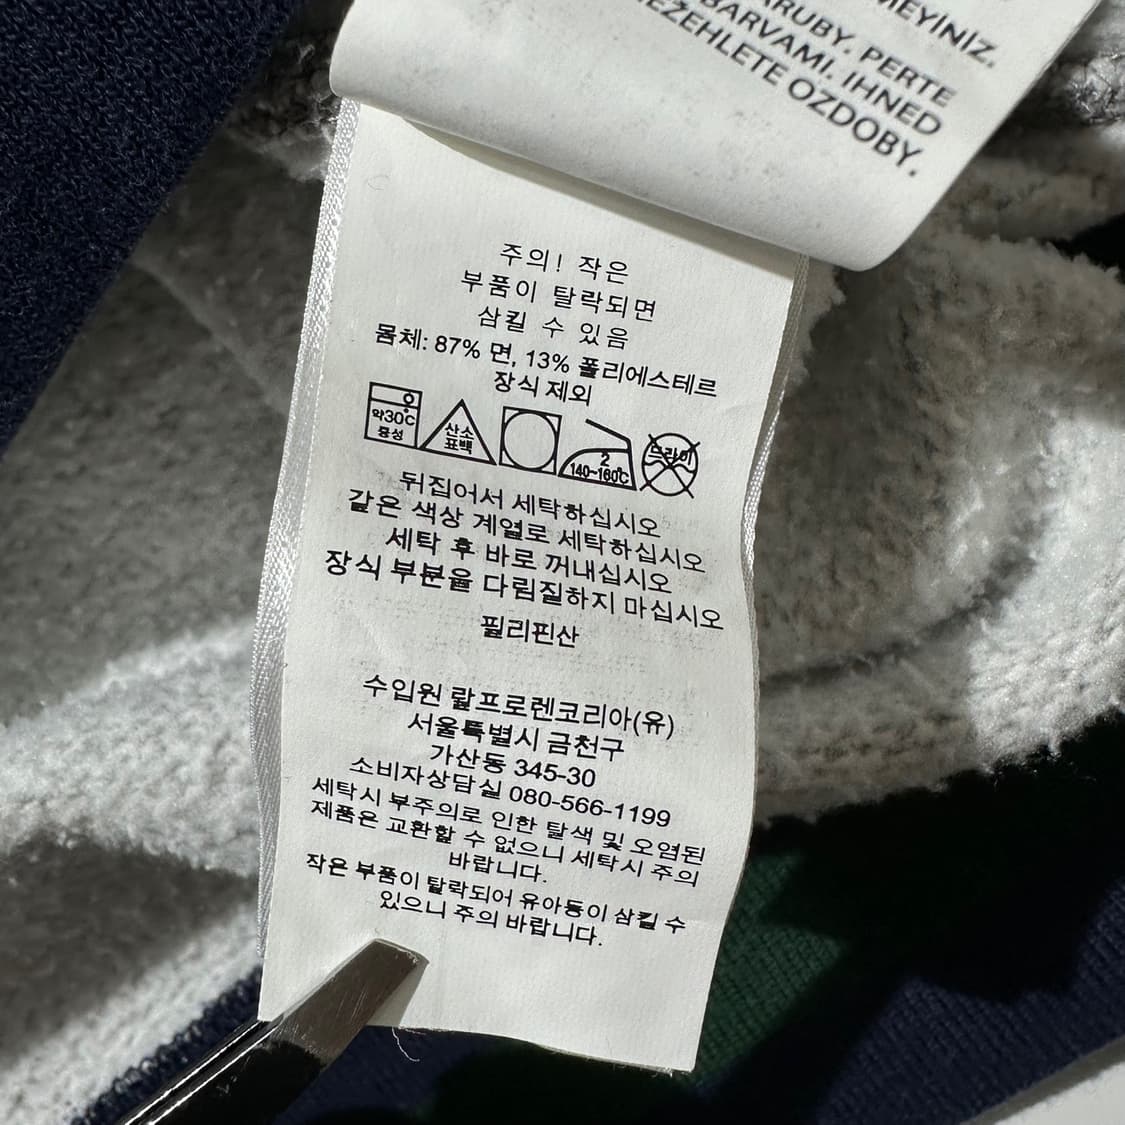 MEYİNİZ.
ARUBY. PERTE
BARVAMI. IHNED
NEŽEHLETE OZDOBY.
주의! 작은
부품이 탈락되면
삼킬 수 있음
몸체: 87% 면, 13% 폴리에스테르
장식 제외
약30℃
중성
산소
표백
2
140~160℃
드라이
뒤집어서 세탁하십시오
같은 색상 계열로 세탁하십시오
세탁 후 바로 꺼내십시오
장식 부분을 다림질하지 마십시오
필리핀산
수입원 랄프로렌코리아(유)
서울특별시 금천구
가산동 345-30
소비자상담실 080-566-1199
세탁시 부주의로 인한 탈색 및 오염된
제품은 교환할 수 없으니 세탁시 주의
바랍니다.
작은 부품이 탈락되어 유아등이 삼킬 수
있으니 주의 바랍니다.